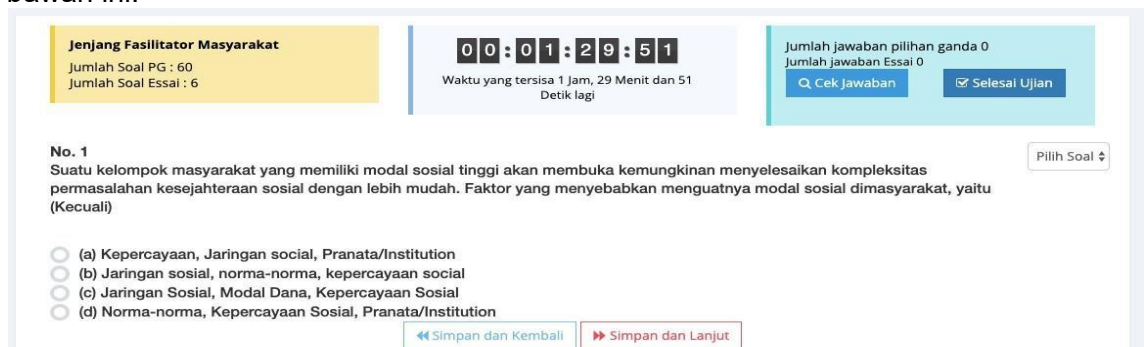 Jenjang Fasilitator Masyarakat
Jumlah Soal PG : 60
Jumlah Soal Essai : 6
00:01:29:51
Waktu yang tersisa 1 Jam, 29 Menit dan 51
Detik lagi
Jumlah jawaban pilihan ganda 0
Jumlah jawaban Essai 0
Cek Jawaban
Selesai Ujian
No. 1
Pilih Soal
Suatu kelompok masyarakat yang memiliki modal sosial tinggi akan membuka kemungkinan menyelesaikan kompleksitas
permasalahan kesejahteraan sosial dengan lebih mudah. Faktor yang menyebabkan menguatnya modal sosial dimasyarakat, yaitu
(Kecuali)
(a) Kepercayaan, Jaringan social, Pranata/Institution
(b) Jaringan sosial, norma-norma, kepercayaan social
(c) Jaringan Sosial, Modal Dana, Kepercayaan Sosial
(d) Norma-norma, Kepercayaan Sosial, Pranata/Institution
Simpan dan Kembali
Simpan dan Lanjut